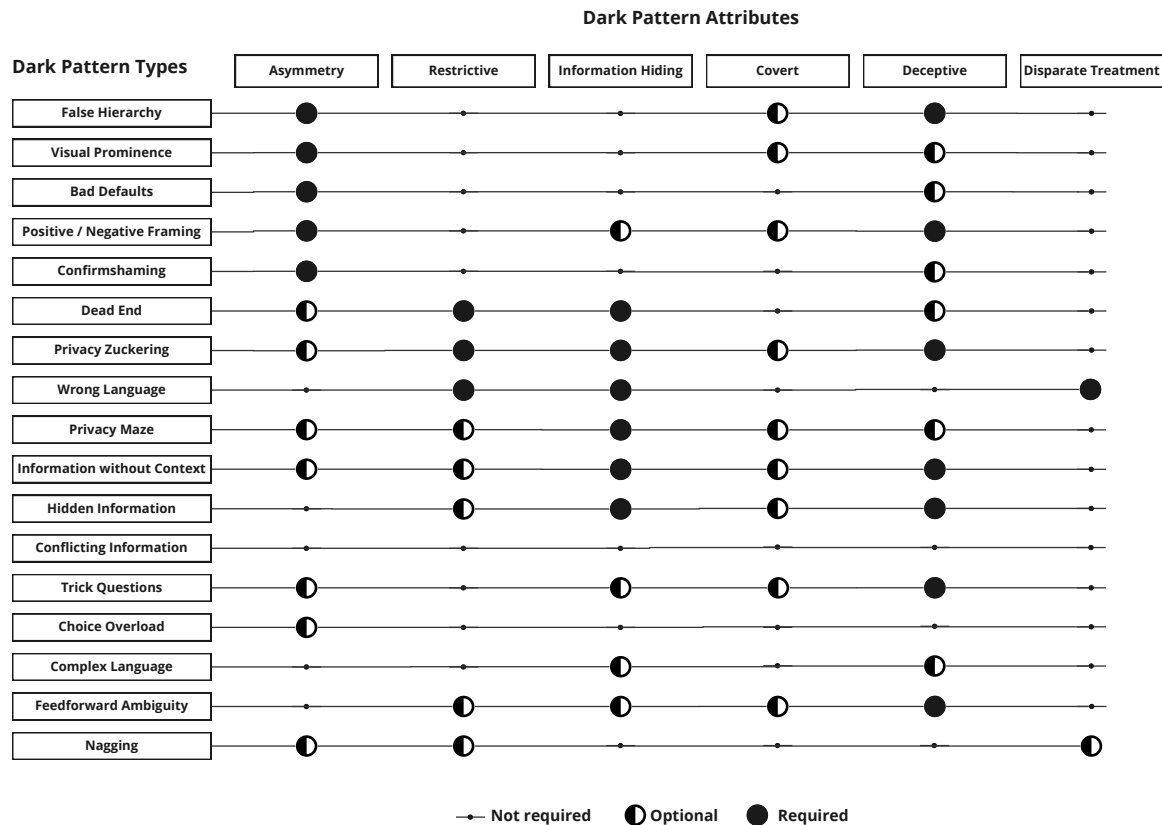 Dark Pattern Attributes
Dark Pattern Types
Asymmetry
Restrictive
Information Hiding
Covert
Deceptive
Disparate Treatment
False Hierarchy
Visual Prominence
Bad Defaults
Positive / Negative Framing
Confirmshaming
Dead End
Privacy Zuckering
Wrong Language
Privacy Maze
Information without Context
Hidden Information
Conflicting Information
Trick Questions
Choice Overload
Complex Language
Feedforward Ambiguity
Nagging
Not required
Optional
Required